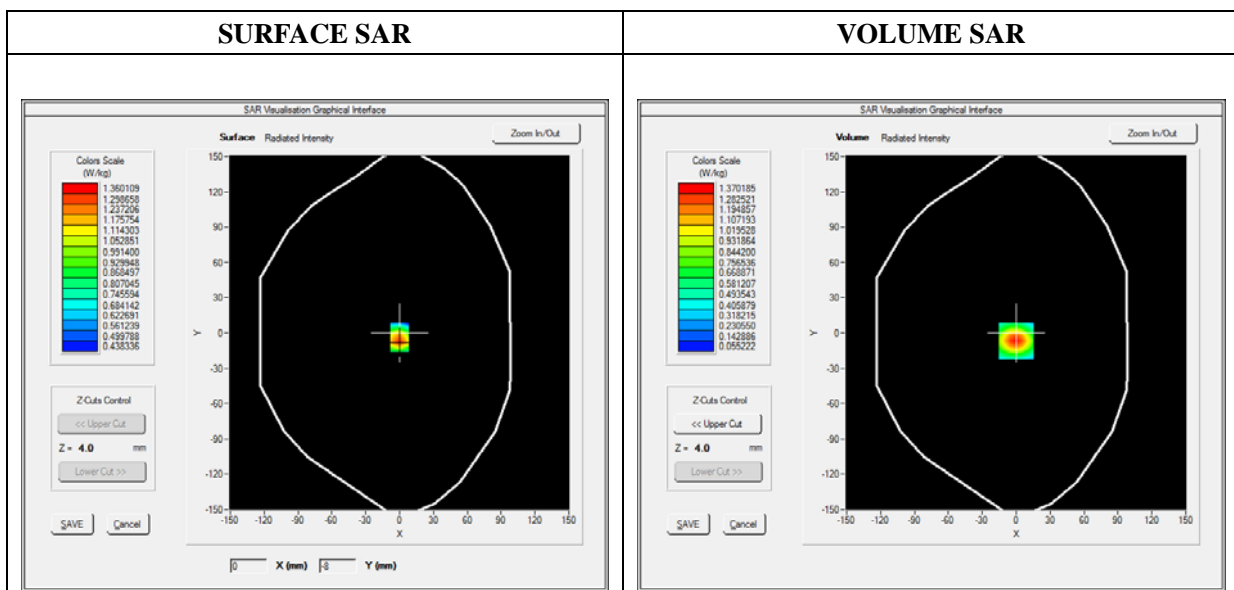 SURFACE SAR
VOLUME SAR
SAR Visualisation Graphical Interface
Surface Radiated Intensity
Zoom In/Out
Colors Scale
(W/kg)
1.360109
1.298658
1.237206
1.175754
1.114303
1.052851
0.991400
0.929948
0.868497
0.807045
0.745594
0.684142
0.622691
0.561239
0.499788
0.438336
Z-Cuts Control
<< Upper Cut
Z = 4.0 mm
Lower Cut >>
SAVE Cancel
150
120
90
60
30
0
-30
-60
-90
-120
-150
Y
-150 -120 -90 -60 -30 0 30 60 90 120 150
X
0 X (mm) -8 Y (mm)
SAR Visualisation Graphical Interface
Volume Radiated Intensity
Zoom In/Out
Colors Scale
(W/kg)
1.370185
1.282521
1.194857
1.107193
1.019528
0.931864
0.844200
0.756536
0.668871
0.581207
0.493543
0.405879
0.318215
0.230550
0.142886
0.055222
Z-Cuts Control
<< Upper Cut
Z = 4.0 mm
Lower Cut >>
SAVE Cancel
150
120
90
60
30
0
-30
-60
-90
-120
-150
Y
-150 -120 -90 -60 -30 0 30 60 90 120 150
X